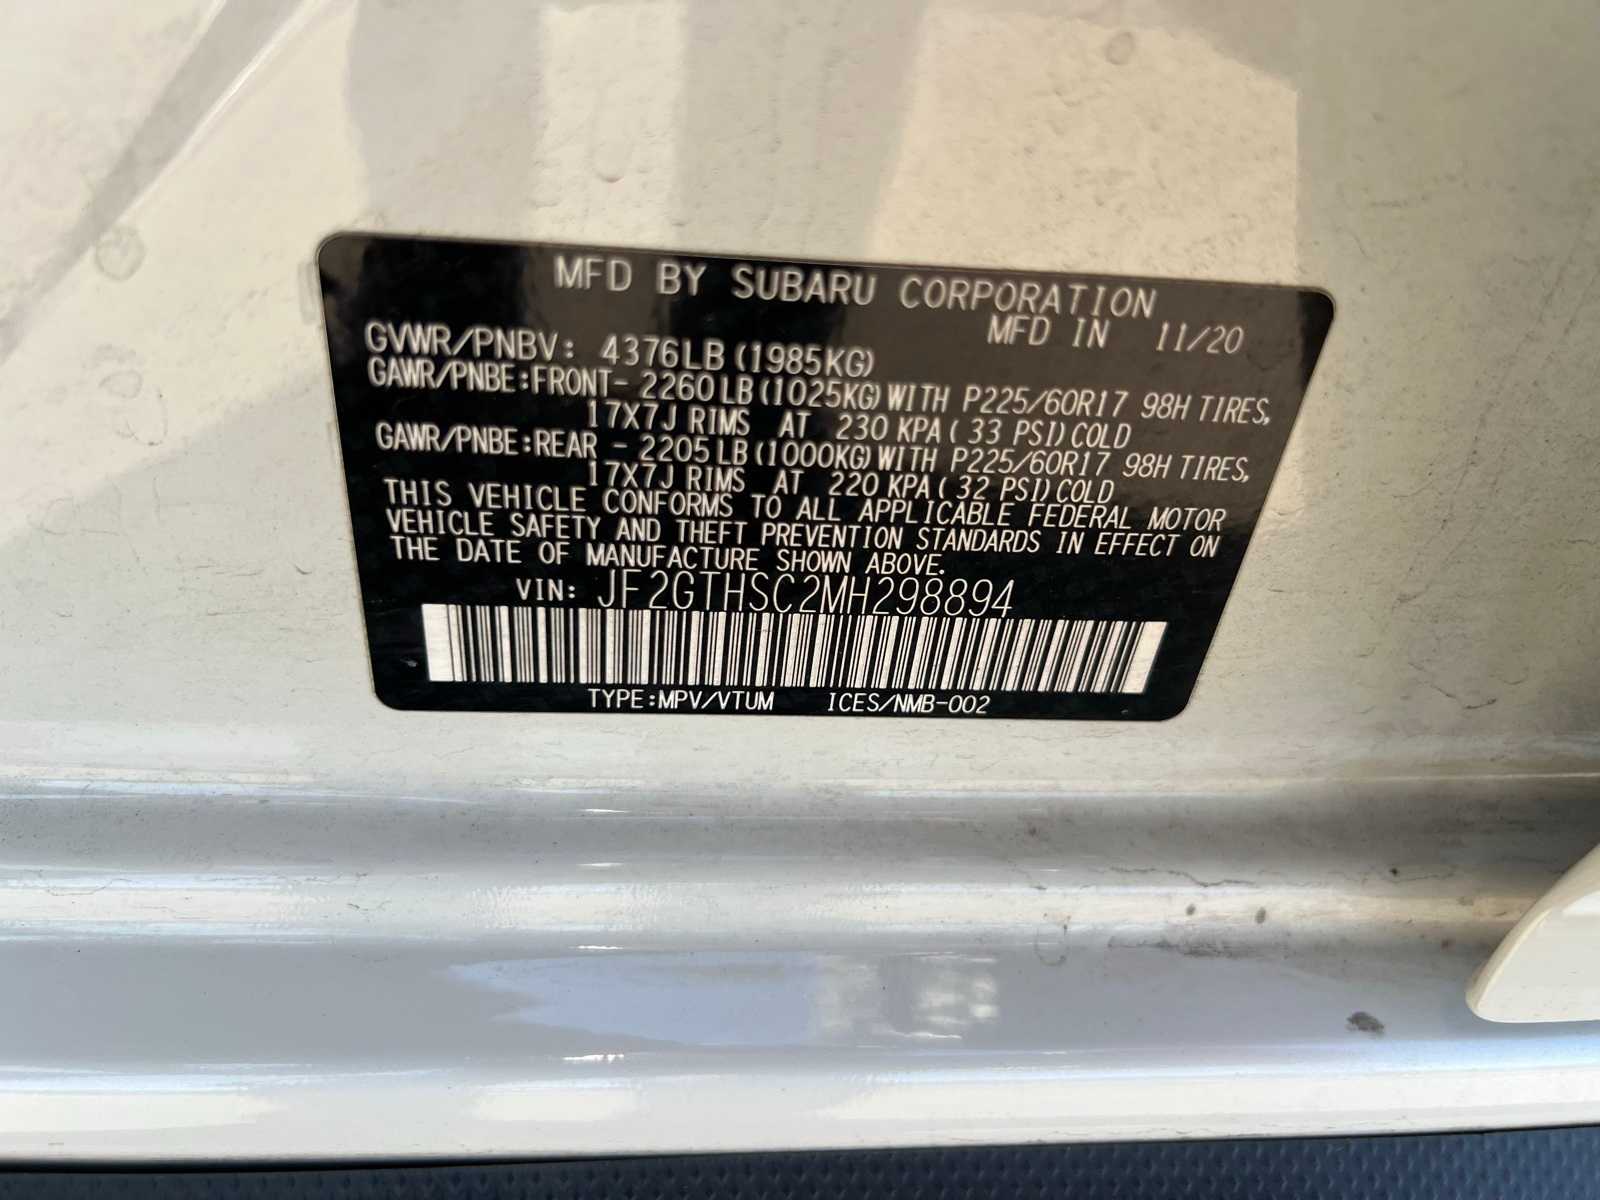 MFD BY SUBARU CORPORATION
MFD IN 11/20
GVWR/PNBV: 4376LB(1985KG)
GAWR/PNBE:FRONT- 2260LB(1025KG)WITH P225/60R17 98H TIRES,
17X7J RIMS AT 230 KPA(33 PSI)COLD
GAWR/PNBE:REAR - 2205LB(1000KG)WITH P225/60R17 98H TIRES,
17X7J RIMS AT 220 KPA(32 PSI)COLD
THIS VEHICLE CONFORMS TO ALL APPLICABLE FEDERAL MOTOR
VEHICLE SAFETY AND THEFT PREVENTION STANDARDS IN EFFECT ON
THE DATE OF MANUFACTURE SHOWN ABOVE.
VIN: JF2GTHSC2MH298894
TYPE:MPV/VTUM ICES/NMB-002